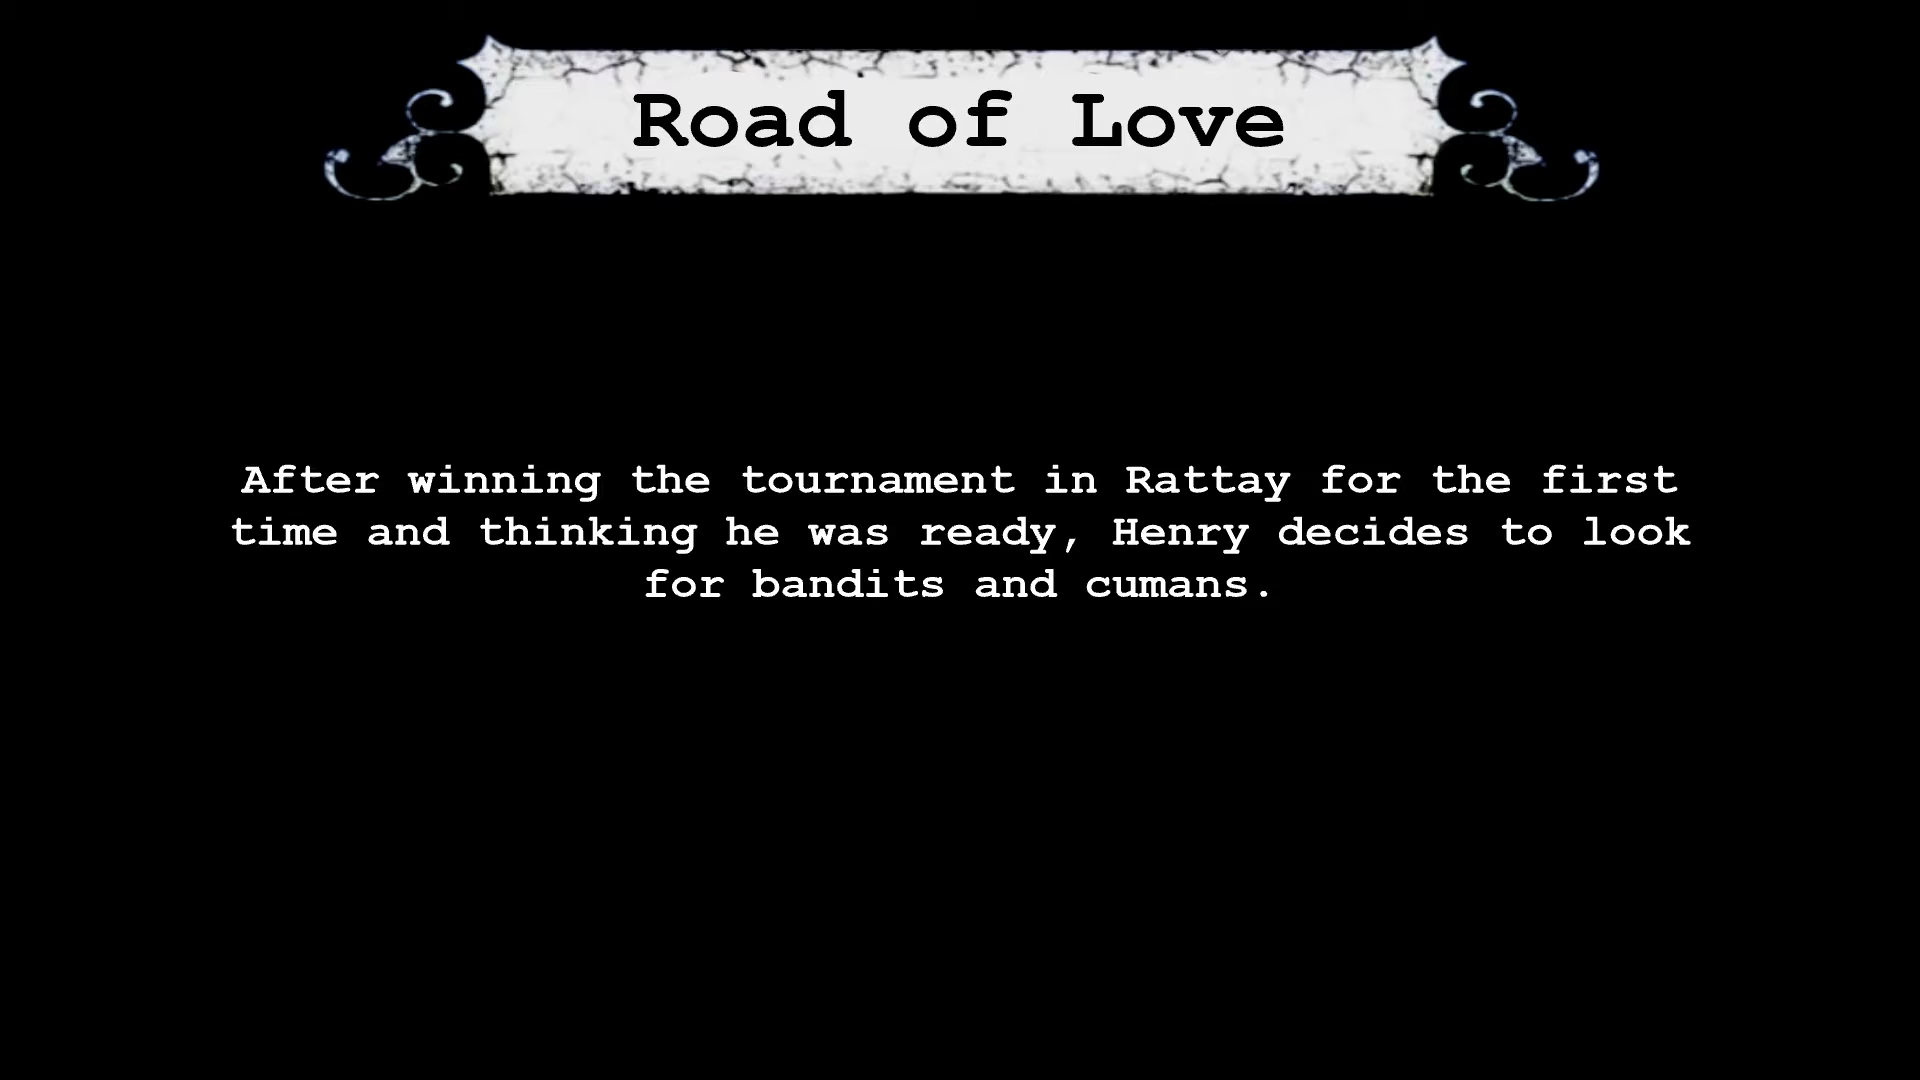 Road of Love
After winning the tournament in Rattay for the first
time and thinking he was ready, Henry decides to look
for bandits and cumans.